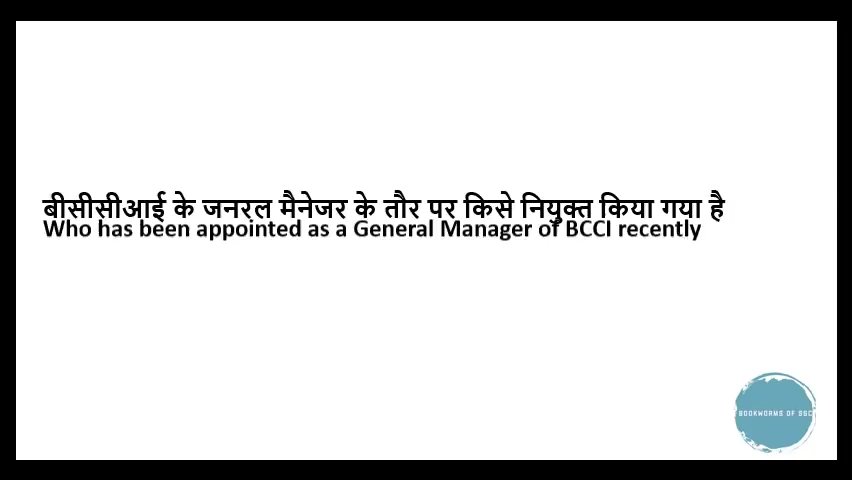 बीसीसीआई के जनरल मैनेजर के तौर पर किसे नियुक्त किया गया है
Who has been appointed as a General Manager of BCCI recently
BOOKWORMS OF SSC